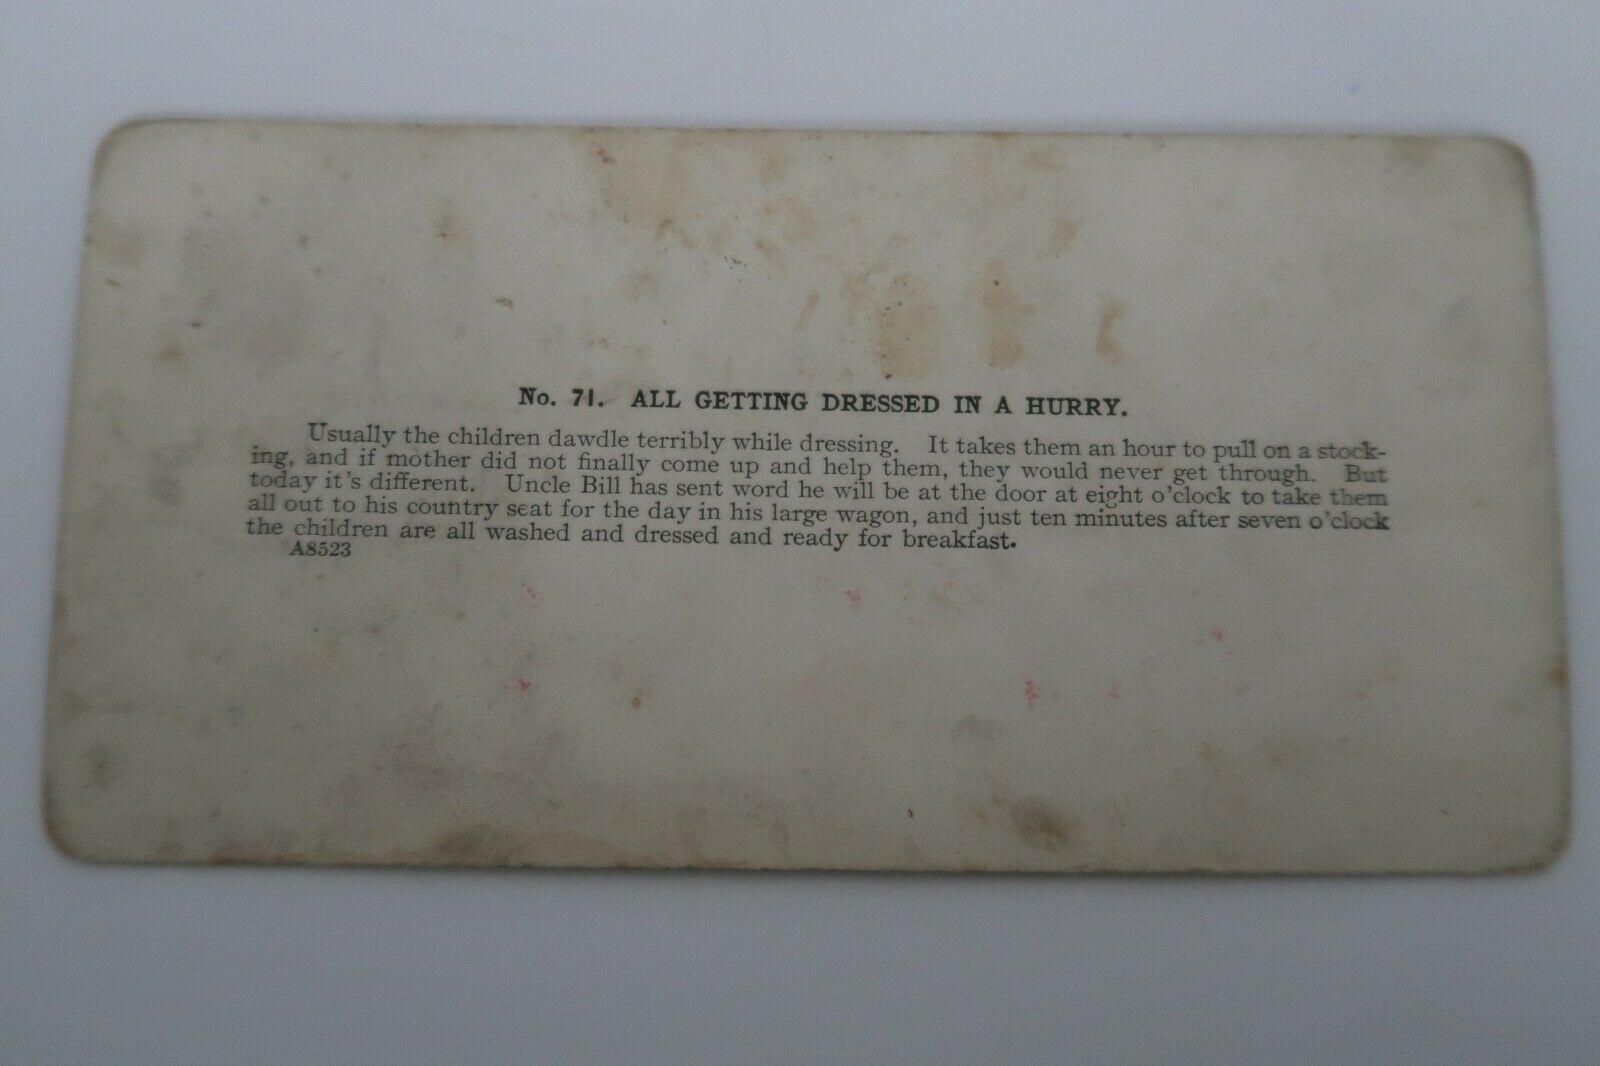 No. 71. ALL GETTING DRESSED IN A HURRY.
Usually the children dawdle terribly while dressing. It takes them an hour to pull on a stock-
ing, and if mother did not finally come up and help them, they would never get through. But
today it's different. Uncle Bill has sent word he will be at the door at eight o'clock to take them
all out to his country seat for the day in his large wagon, and just ten minutes after seven o'clock
the children are all washed and dressed and ready for breakfast.
A8523